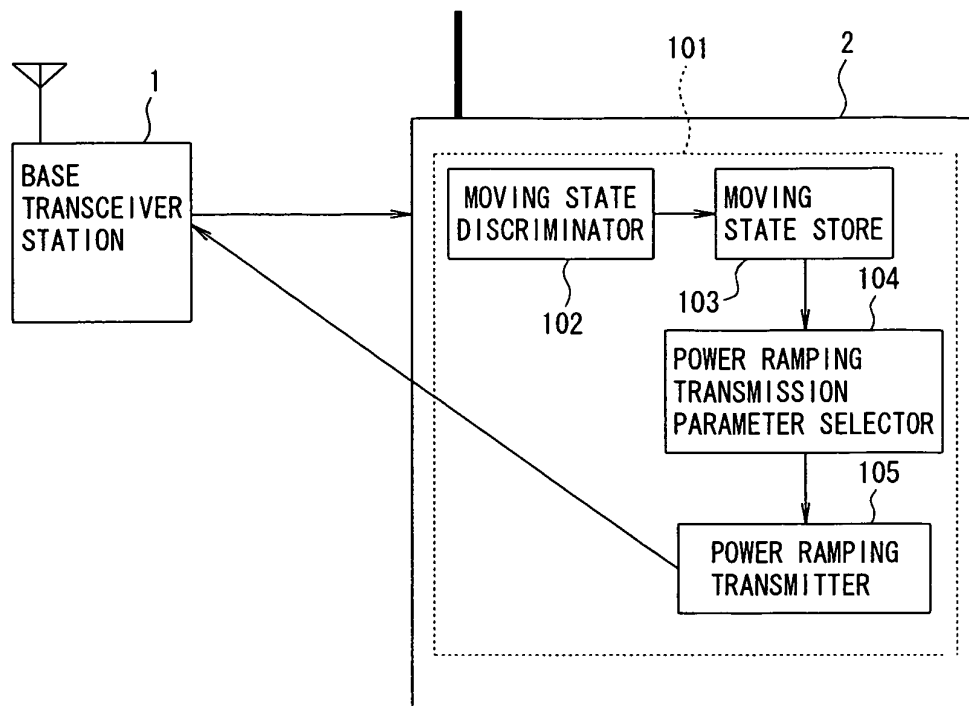 1
BASE
TRANSCEIVER
STATION
101
2
MOVING STATE
DISCRIMINATOR
102
MOVING
STATE STORE
103
104
POWER RAMPING
TRANSMISSION
PARAMETER SELECTOR
105
POWER RAMPING
TRANSMITTER